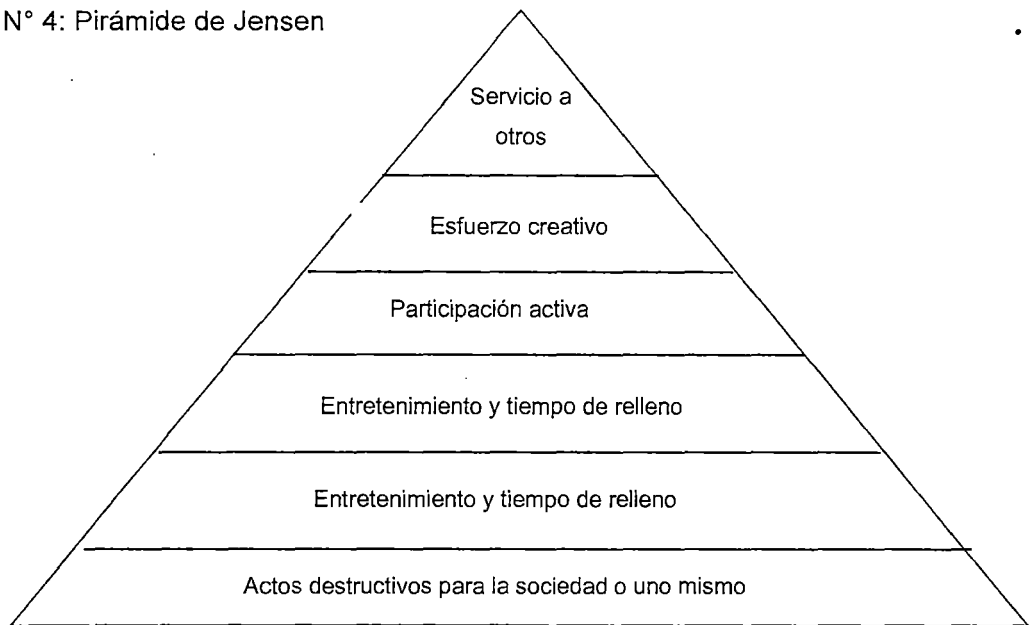 N° 4: Pirámide de Jensen
Servicio a
otros
Esfuerzo creativo
Participación activa
Entretenimiento y tiempo de relleno
Entretenimiento y tiempo de relleno
Actos destructivos para la sociedad o uno mismo